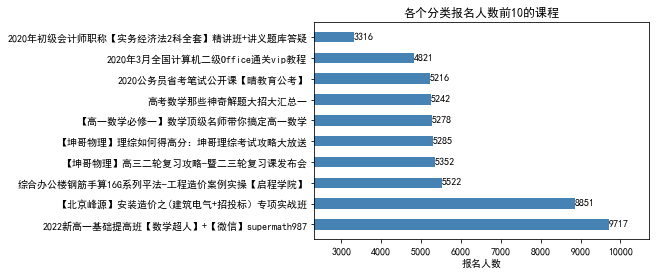 各个分类报名人数前10的课程
2020年初级会计师职称【实务经济法2科全套】精讲班+讲义题库答疑 3316
2020年3月全国计算机二级Office通关vip教程 4821
2020公务员省考笔试公开课【晴教育公考】 5216
高考数学那些神奇解题大招大汇总一 5242
【高一数学必修一】数学顶级名师带你搞定高一数学 5278
【坤哥物理】理综如何得高分：坤哥理综考试攻略大放送 5285
【坤哥物理】高三二轮复习攻略-暨二三轮复习课发布会 5352
综合办公楼钢筋手算16G系列平法-工程造价案例实操【启程学院】 5522
【北京峰源】安装造价之(建筑电气+招投标）专项实战班 8851
2022新高一基础提高班【数学超人】+【微信】supermath987 9717
3000 4000 5000 6000 7000 8000 9000 10000
报名人数